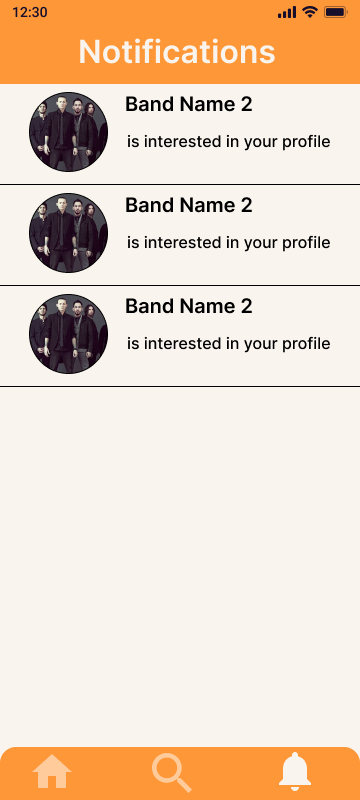 12:30
Notifications
Band Name 2
is interested in your profile
Band Name 2
is interested in your profile
Band Name 2
is interested in your profile